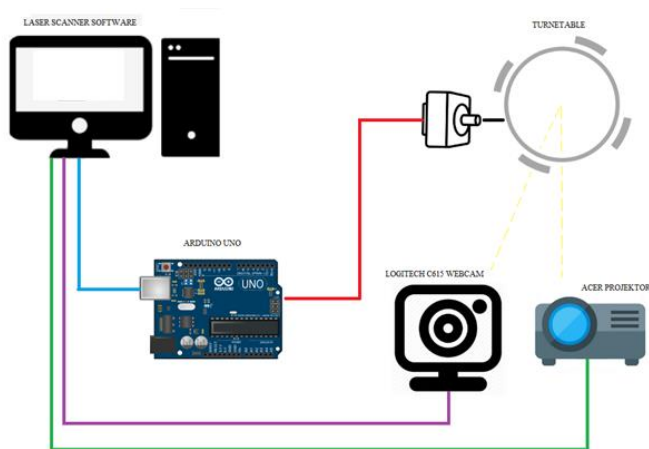 LASER SCANNER SOFTWARE
TURNETABLE
ARDUINO UNO
UNO
ARDUINO
LOGITECH C615 WEBCAM
ACER PROJEKTOR